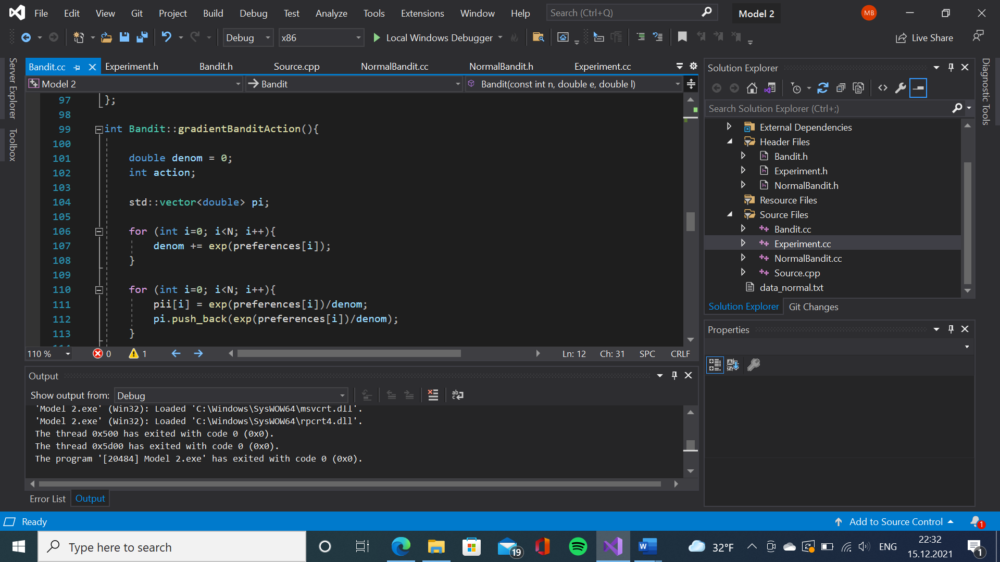 File Edit View Git Project Build Debug Test Analyze Tools Extensions Window Help Search (Ctrl+Q) Model 2 MB
Debug x86 Local Windows Debugger Live Share
Server Explorer
Toolbox
Bandit.cc Experiment.h Bandit.h Source.cpp NormalBandit.cc NormalBandit.h Experiment.cc
Model 2 Bandit Bandit(const int n, double e, double l)
97 };
98
99 int Bandit::gradientBanditAction(){
100
101 double denom = 0;
102 int action;
103
104 std::vector<double> pi;
105
106 for (int i=0; i<N; i++){
107 denom += exp(preferences[i]);
108 }
109
110 for (int i=0; i<N; i++){
111 pii[i] = exp(preferences[i])/denom;
112 pi.push_back(exp(preferences[i])/denom);
113 }
110 % 0 1 Ln: 12 Ch: 31 SPC CRLF
Output
Show output from: Debug
'Model 2.exe' (Win32): Loaded 'C:\Windows\SysWOW64\msvcrt.dll'.
'Model 2.exe' (Win32): Loaded 'C:\Windows\SysWOW64\rpcrt4.dll'.
The thread 0x500 has exited with code 0 (0x0).
The thread 0x5d00 has exited with code 0 (0x0).
The program '[20484] Model 2.exe' has exited with code 0 (0x0).
Error List Output
Solution Explorer
Search Solution Explorer (Ctrl+;)
External Dependencies
Header Files
Bandit.h
Experiment.h
NormalBandit.h
Resource Files
Source Files
Bandit.cc
Experiment.cc
NormalBandit.cc
Source.cpp
data_normal.txt
Solution Explorer Git Changes
Properties
Diagnostic Tools
Ready Add to Source Control 1
Type here to search 19 W 32°F ENG 22:32
15.12.2021 1